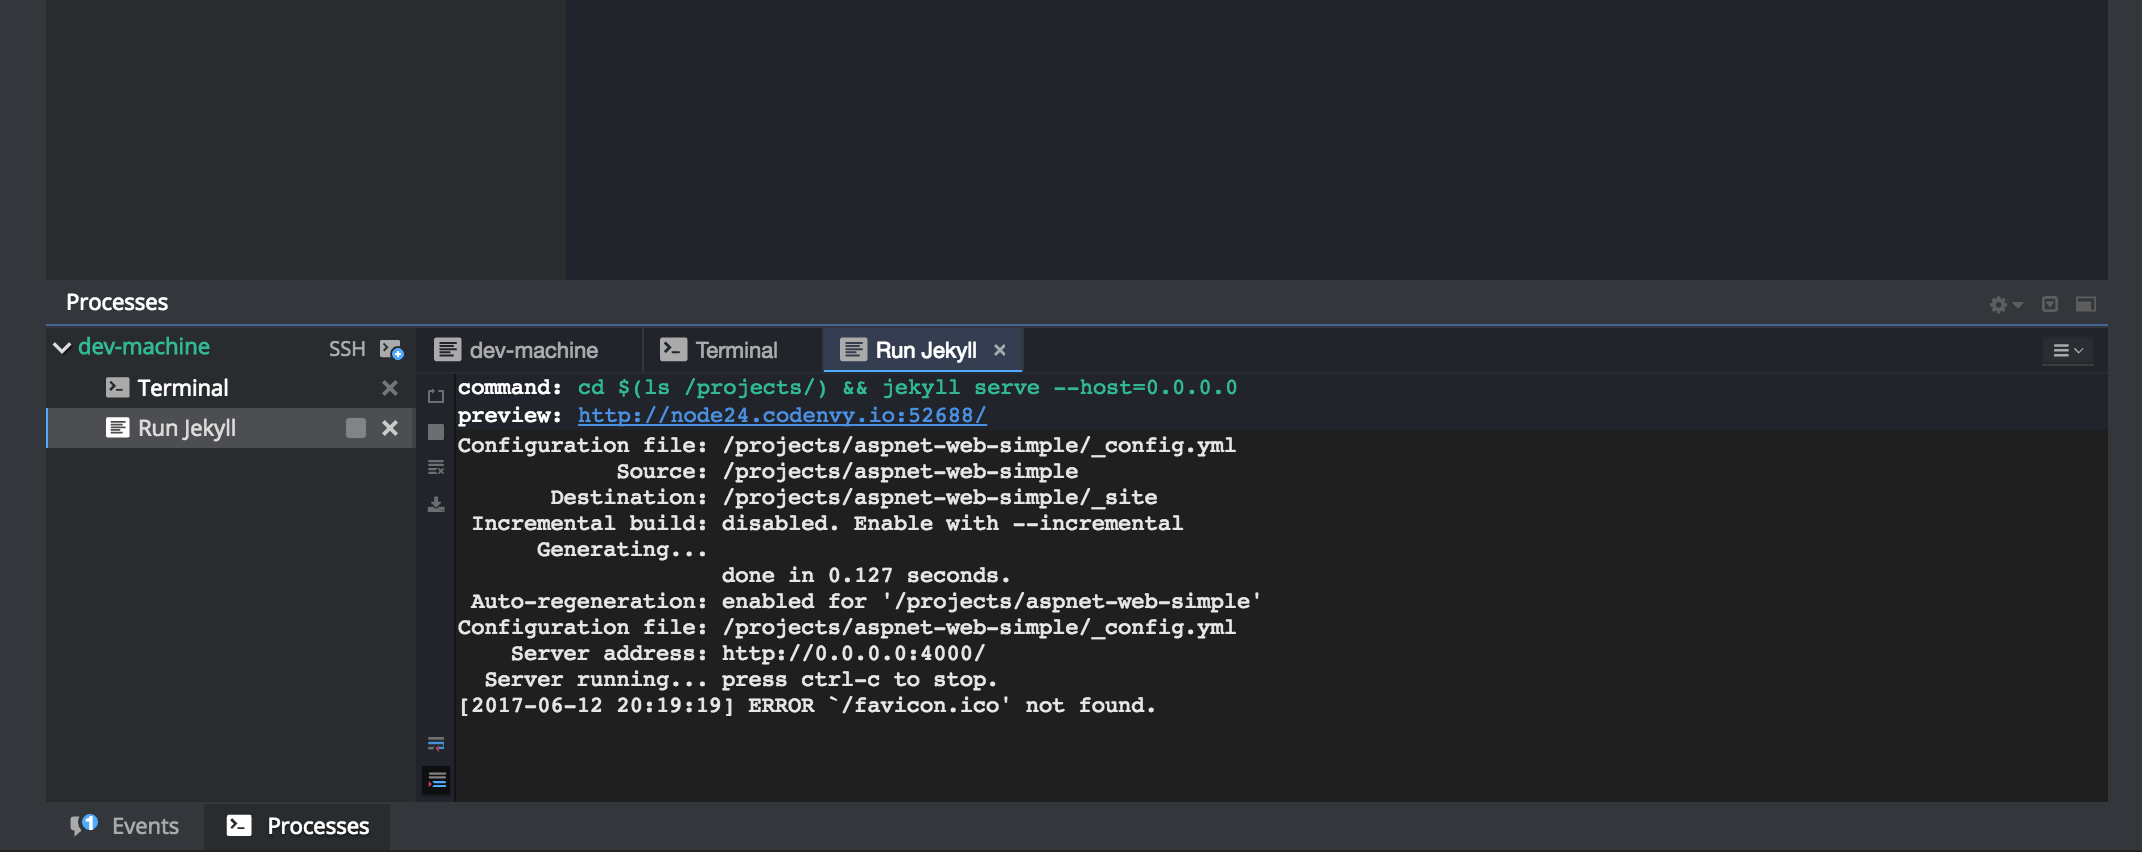 Processes
dev-machine SSH
Terminal
Run Jekyll
dev-machine Terminal Run Jekyll
command: cd $(ls /projects/) && jekyll serve --host=0.0.0.0
preview: http://node24.codenvy.io:52688/
Configuration file: /projects/aspnet-web-simple/_config.yml
Source: /projects/aspnet-web-simple
Destination: /projects/aspnet-web-simple/_site
Incremental build: disabled. Enable with --incremental
Generating...
done in 0.127 seconds.
Auto-regeneration: enabled for '/projects/aspnet-web-simple'
Configuration file: /projects/aspnet-web-simple/_config.yml
Server address: http://0.0.0.0:4000/
Server running... press ctrl-c to stop.
[2017-06-12 20:19:19] ERROR `/favicon.ico' not found.
1 Events Processes